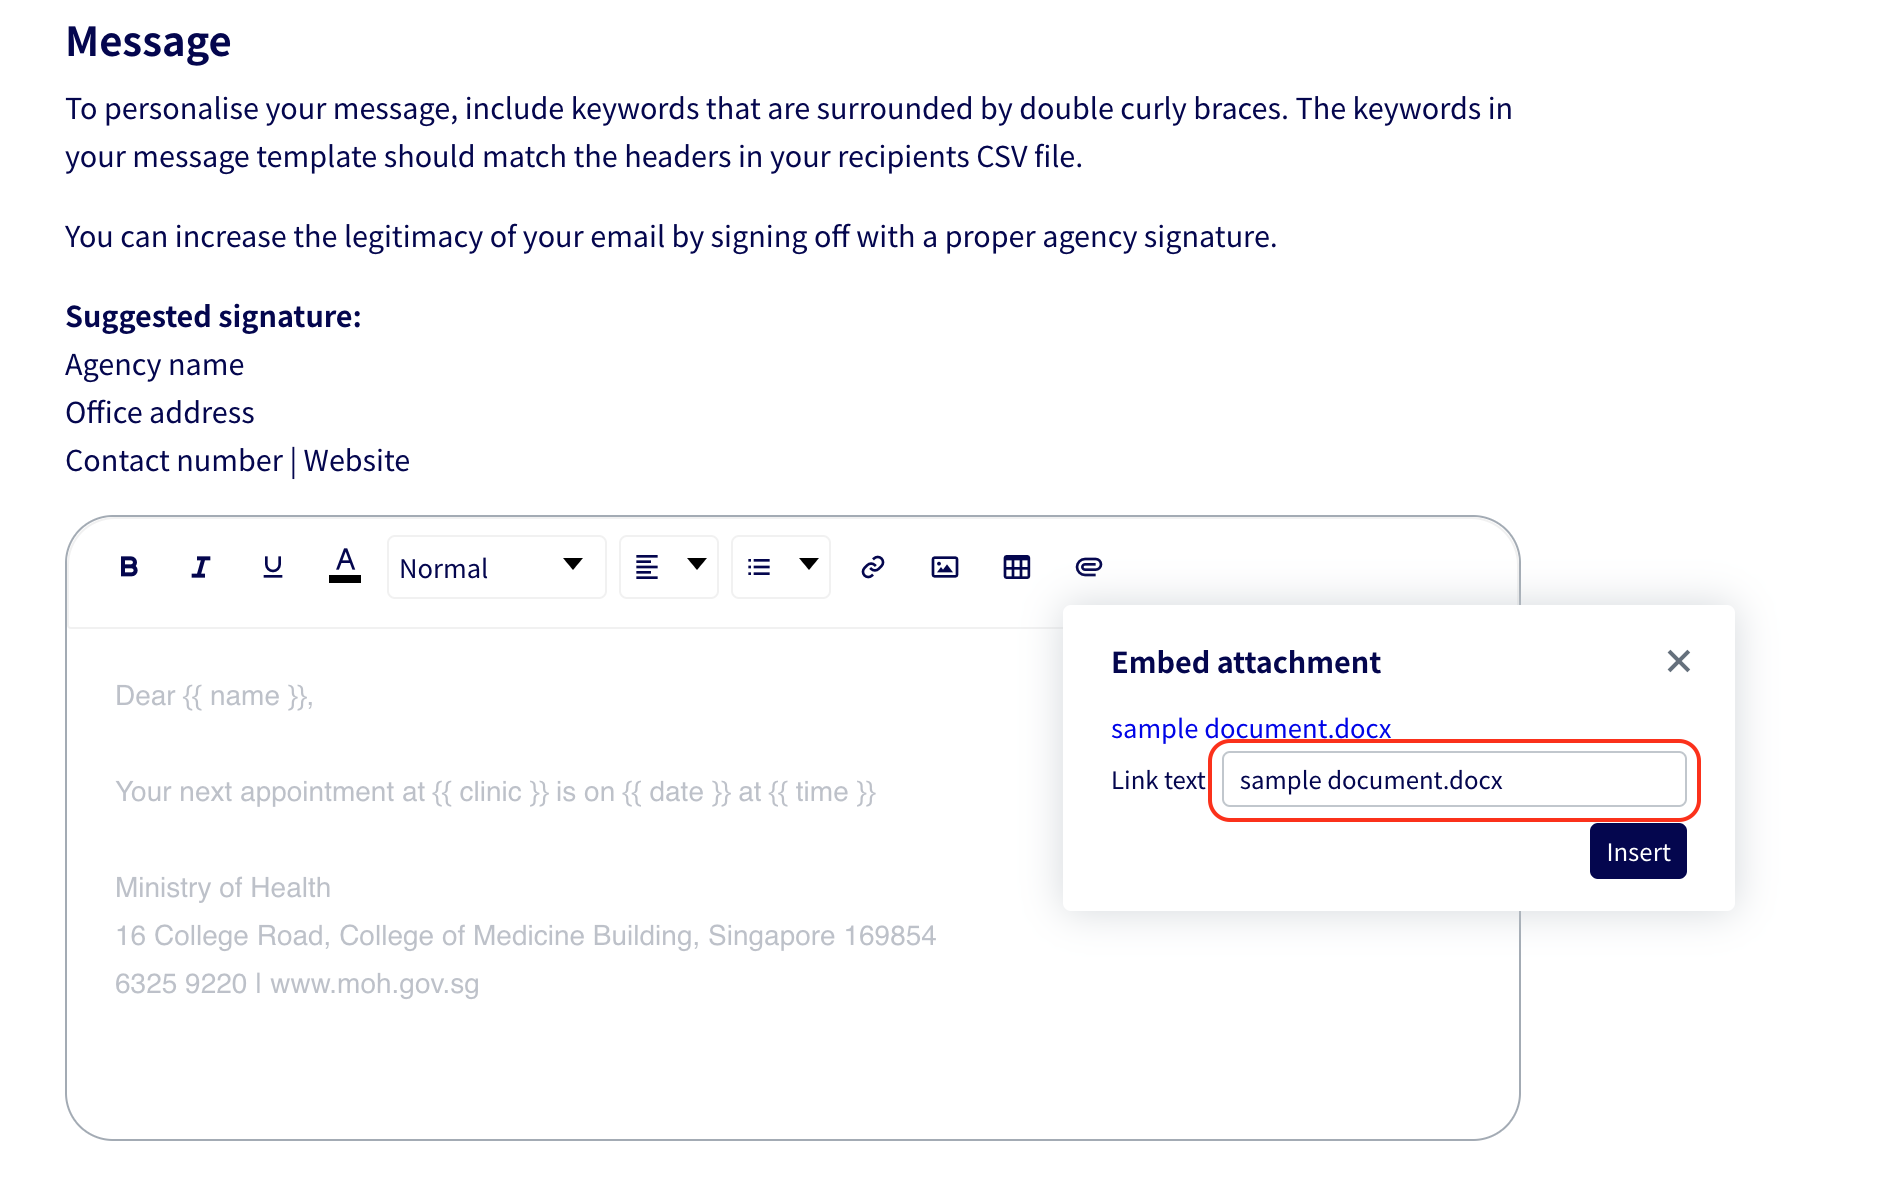 Message
To personalise your message, include keywords that are surrounded by double curly braces. The keywords in
your message template should match the headers in your recipients CSV file.
You can increase the legitimacy of your email by signing off with a proper agency signature.
Suggested signature:
Agency name
Office address
Contact number | Website
B I U A Normal
Embed attachment
sample document.docx
Link text sample document.docx
Insert
Dear {{ name }},
Your next appointment at {{ clinic }} is on {{ date }} at {{ time }}
Ministry of Health
16 College Road, College of Medicine Building, Singapore 169854
6325 9220 | www.moh.gov.sg